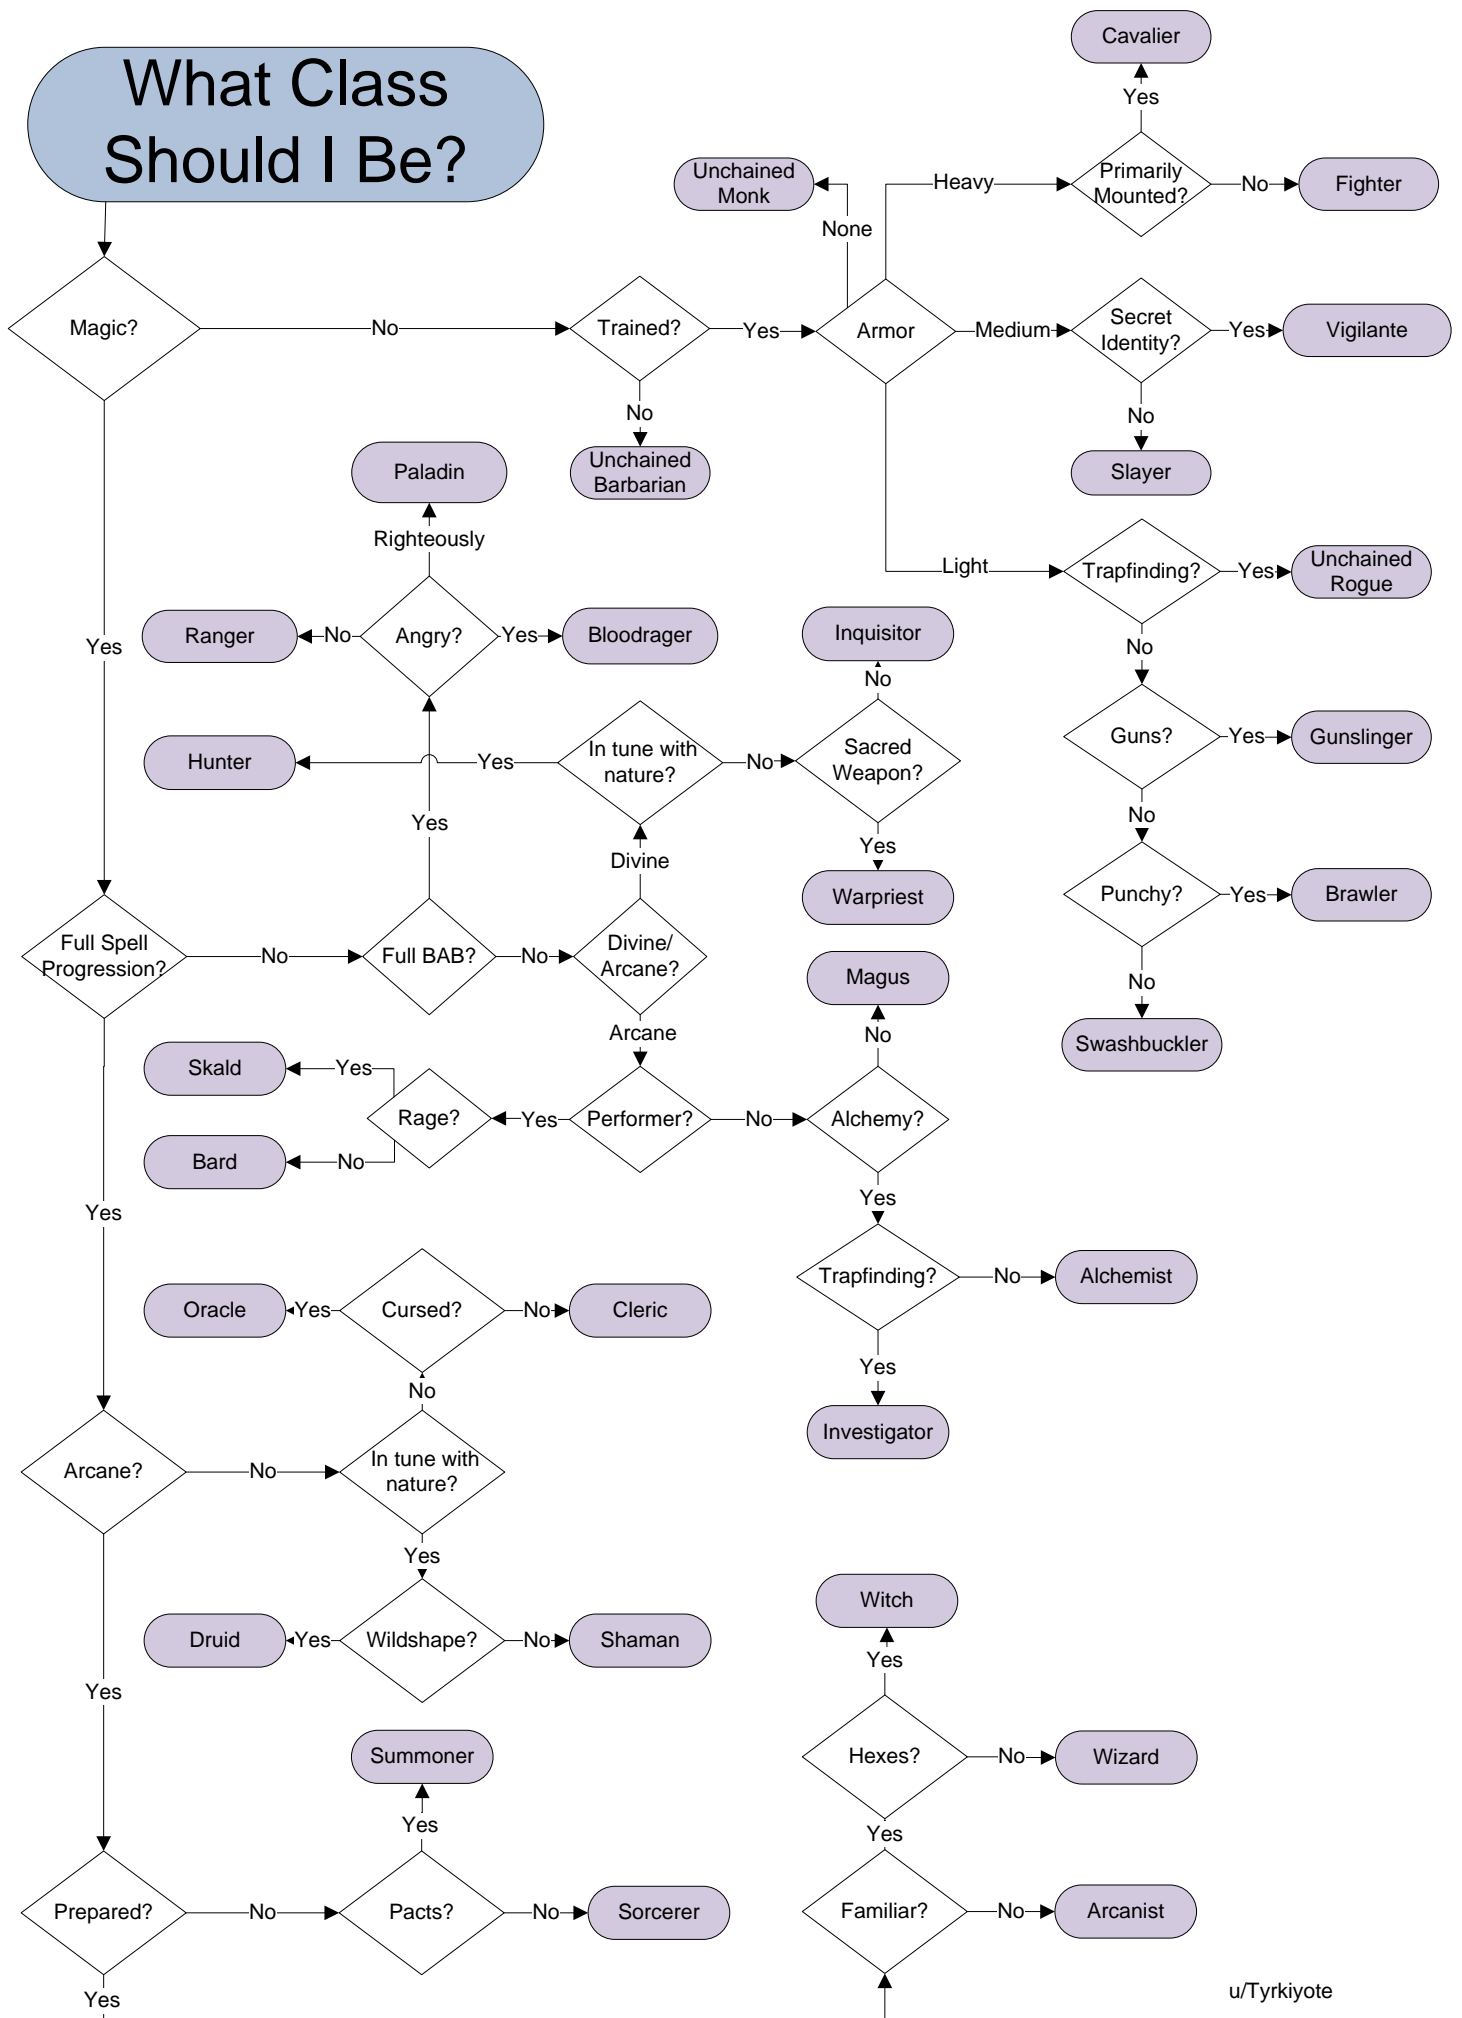 What Class
Should I Be?
Cavalier
Yes
Primarily
Mounted?
No
Fighter
Heavy
Unchained
Monk
None
Magic?
No
Trained?
Yes
Armor
Medium
Secret
Identity?
Yes
Vigilante
No
Slayer
No
Unchained
Barbarian
Paladin
Righteously
Angry?
No
Ranger
Yes
Bloodrager
Light
Trapfinding?
Yes
Unchained
Rogue
No
Guns?
Yes
Gunslinger
No
Punchy?
Yes
Brawler
No
Swashbuckler
Inquisitor
No
Sacred
Weapon?
Yes
Warpriest
Hunter
Yes
In tune with
nature?
No
Divine
Yes
Yes
Full Spell
Progression?
No
Full BAB?
No
Divine/
Arcane?
Arcane
Magus
No
Skald
Yes
Rage?
Yes
Performer?
No
Alchemy?
Bard
No
Yes
Trapfinding?
No
Alchemist
Yes
Investigator
Yes
Oracle
Yes
Cursed?
No
Cleric
No
Arcane?
No
In tune with
nature?
Yes
Druid
Yes
Wildshape?
No
Shaman
Yes
Witch
Yes
Hexes?
No
Wizard
Yes
Summoner
Yes
Prepared?
No
Pacts?
No
Sorcerer
Familiar?
No
Arcanist
Yes
u/Tyrkiyote